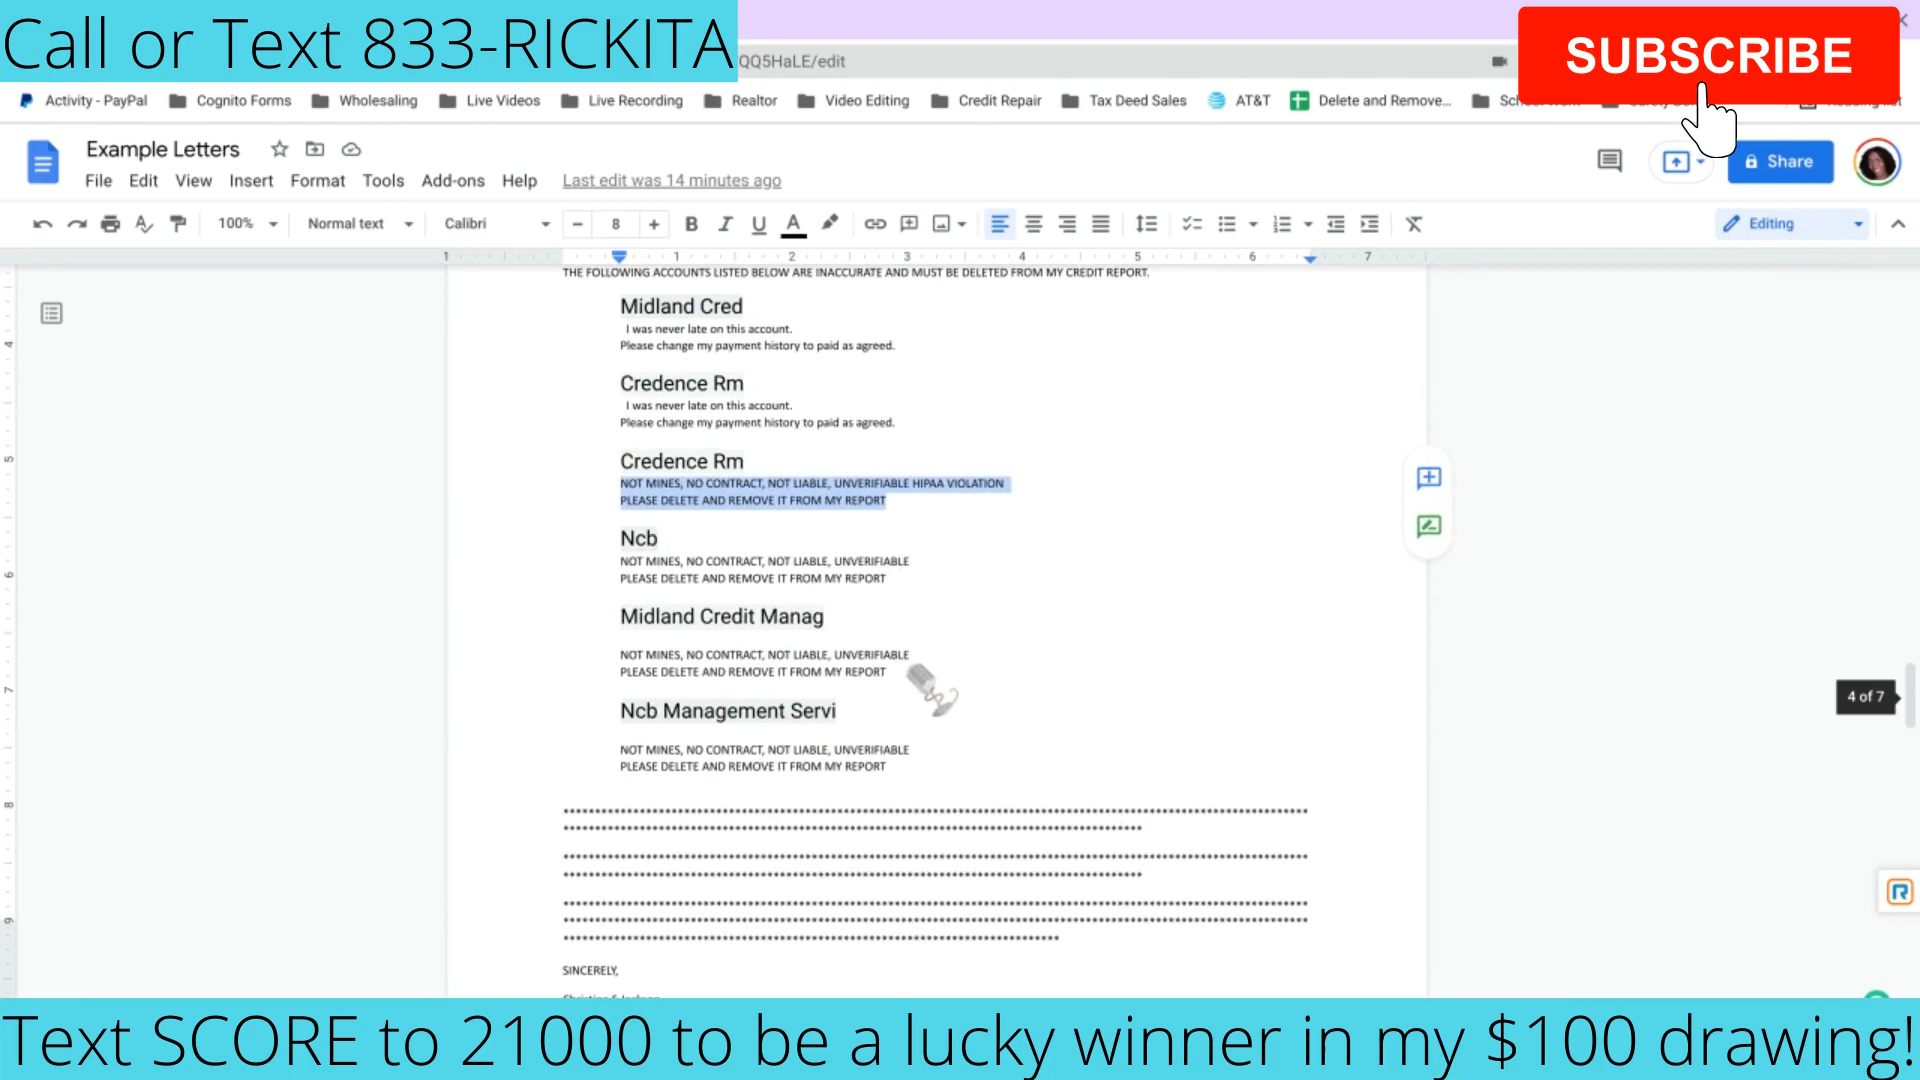 Call or Text 833-RICKITA
QQ5HaLE/edit
SUBSCRIBE
Activity - PayPal Cognito Forms Wholesaling Live Videos Live Recording Realtor Video Editing Credit Repair Tax Deed Sales AT&T Delete and Remove...
Example Letters
File Edit View Insert Format Tools Add-ons Help Last edit was 14 minutes ago
Share
100% Normal text Calibri 8 Editing
1 1 2 3 4 5 6 7
THE FOLLOWING ACCOUNTS LISTED BELOW ARE INACCURATE AND MUST BE DELETED FROM MY CREDIT REPORT.
Midland Cred
I was never late on this account.
Please change my payment history to paid as agreed.
Credence Rm
I was never late on this account.
Please change my payment history to paid as agreed.
Credence Rm
NOT MINES, NO CONTRACT, NOT LIABLE, UNVERIFIABLE HIPAA VIOLATION
PLEASE DELETE AND REMOVE IT FROM MY REPORT
Ncb
NOT MINES, NO CONTRACT, NOT LIABLE, UNVERIFIABLE
PLEASE DELETE AND REMOVE IT FROM MY REPORT
Midland Credit Manag
NOT MINES, NO CONTRACT, NOT LIABLE, UNVERIFIABLE
PLEASE DELETE AND REMOVE IT FROM MY REPORT
4 of 7
Ncb Management Servi
NOT MINES, NO CONTRACT, NOT LIABLE, UNVERIFIABLE
PLEASE DELETE AND REMOVE IT FROM MY REPORT
SINCERELY,
Text SCORE to 21000 to be a lucky winner in my $100 drawing!